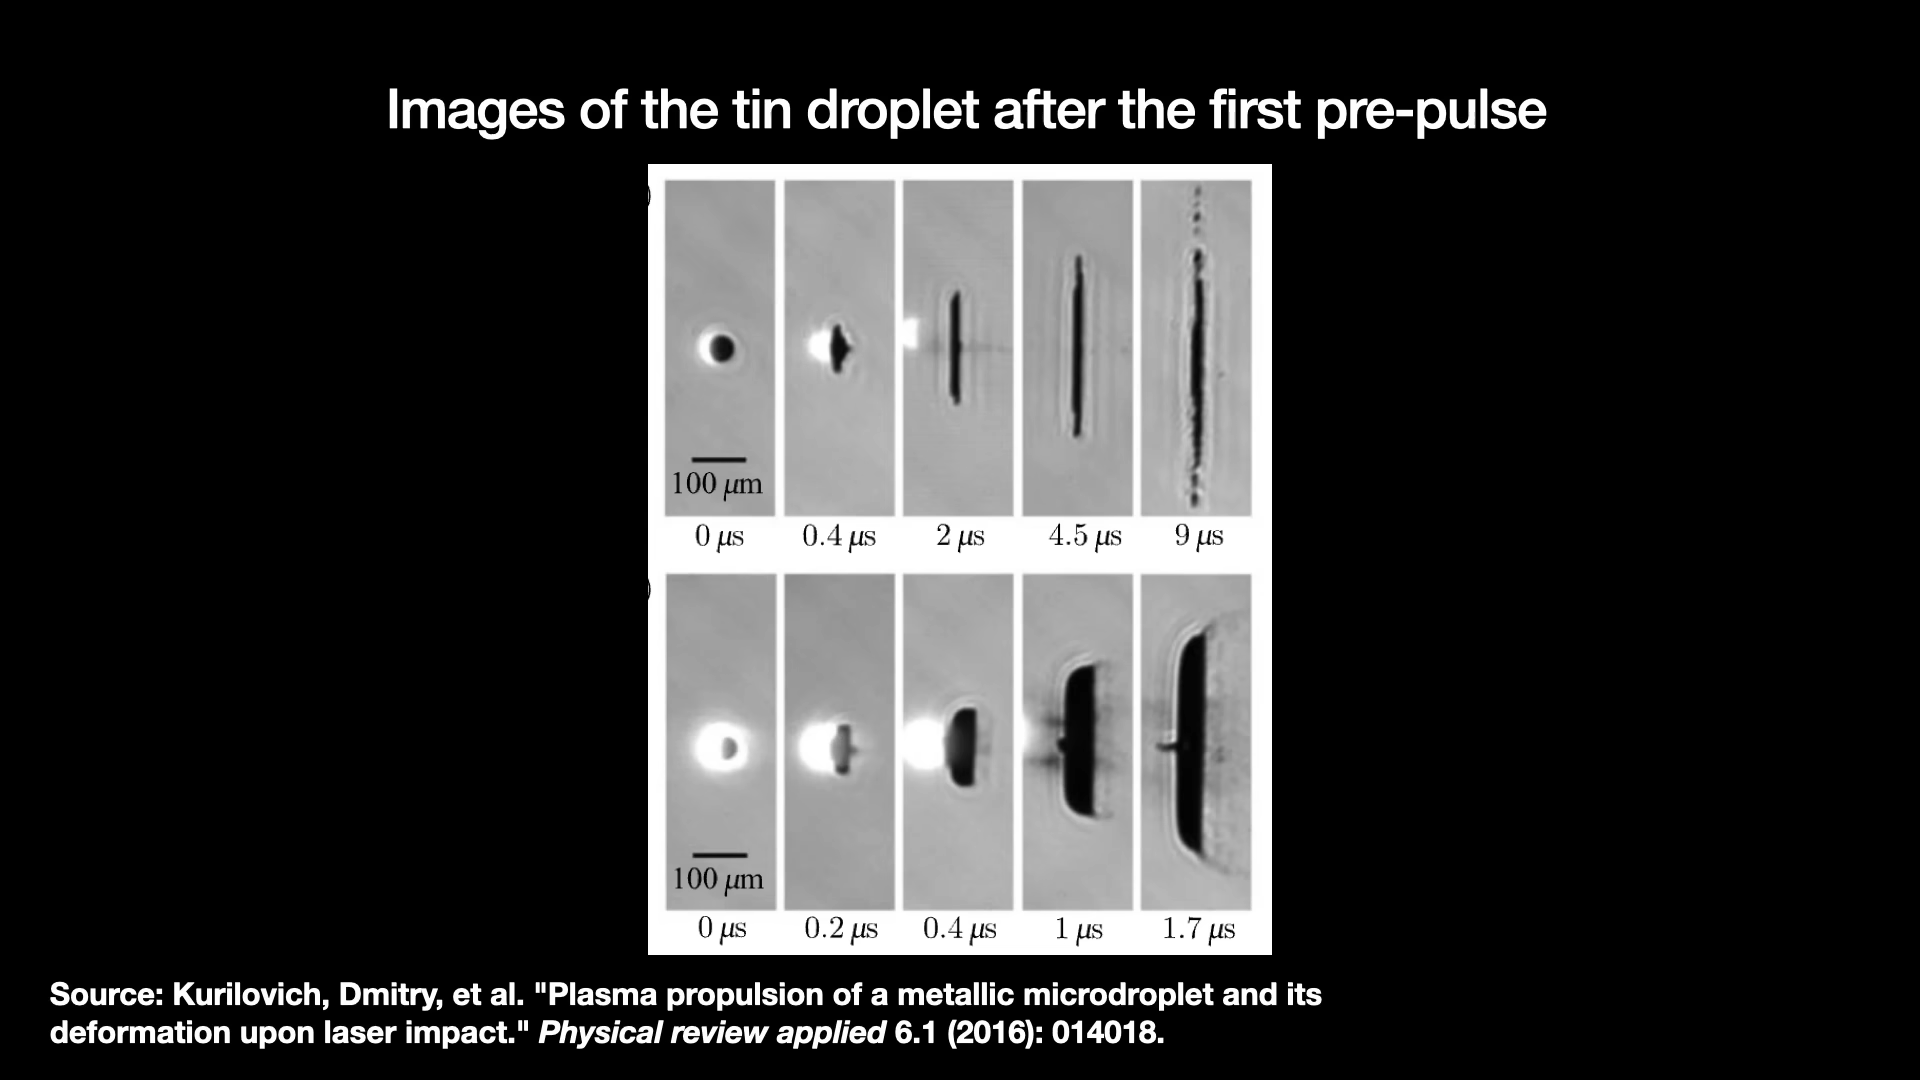 Images of the tin droplet after the first pre-pulse
100 μm
0 μs 0.4 μs 2 μs 4.5 μs 9 μs
100 μm
0 μs 0.2 μs 0.4 μs 1 μs 1.7 μs
Source: Kurilovich, Dmitry, et al. "Plasma propulsion of a metallic microdroplet and its
deformation upon laser impact." Physical review applied 6.1 (2016): 014018.